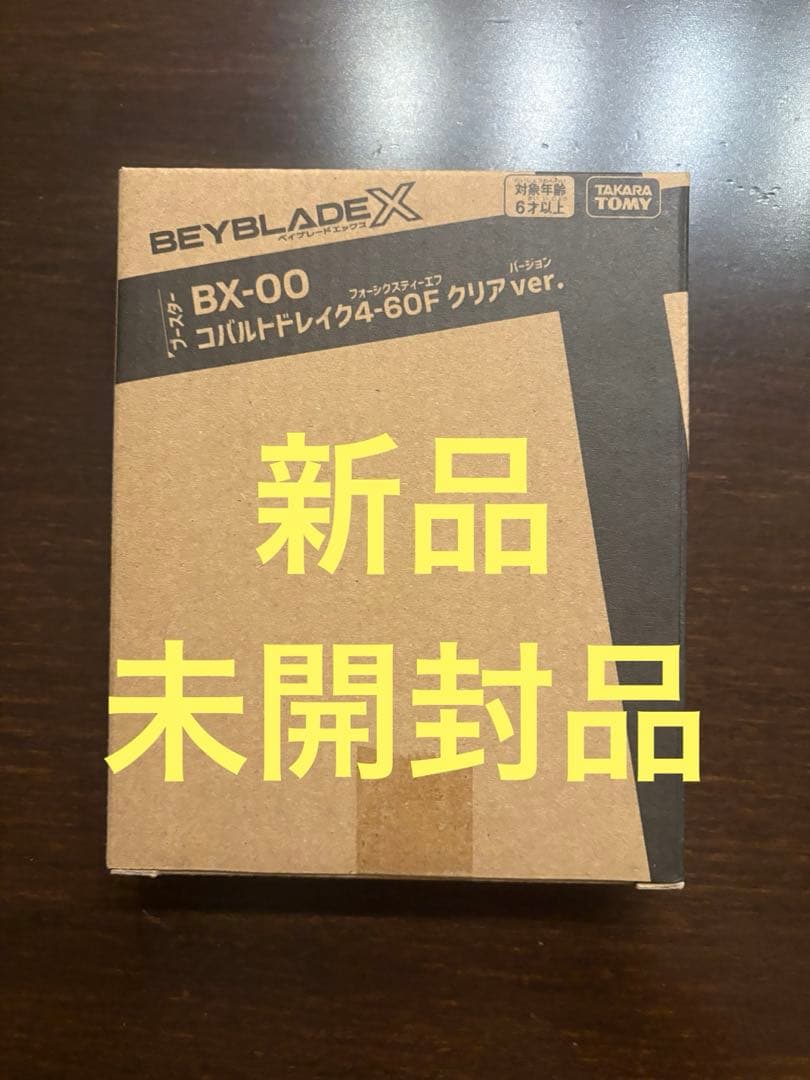 BEYBLADE X
ベイブレードエックス
対象年齢
6才以上
TAKARA
TOMY
ブースター
BX-00
フォーシックスティーエフ
バージョン
コバルトドレイク4-60F クリアver.
新品
未開封品